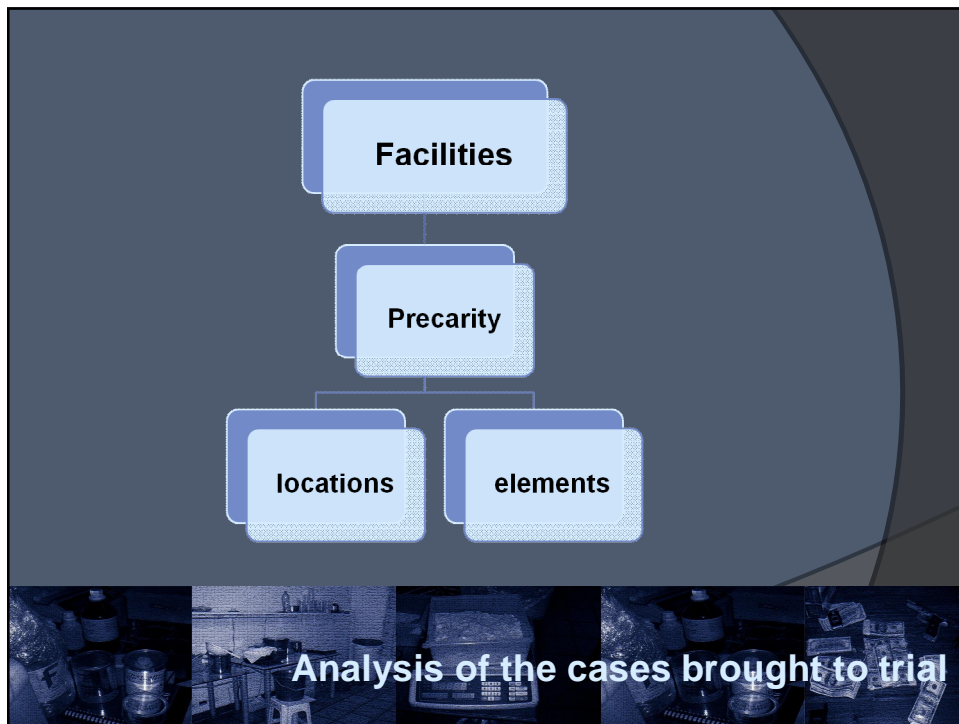 Facilities
Precarity
locations
elements
Analysis of the cases brought to trial